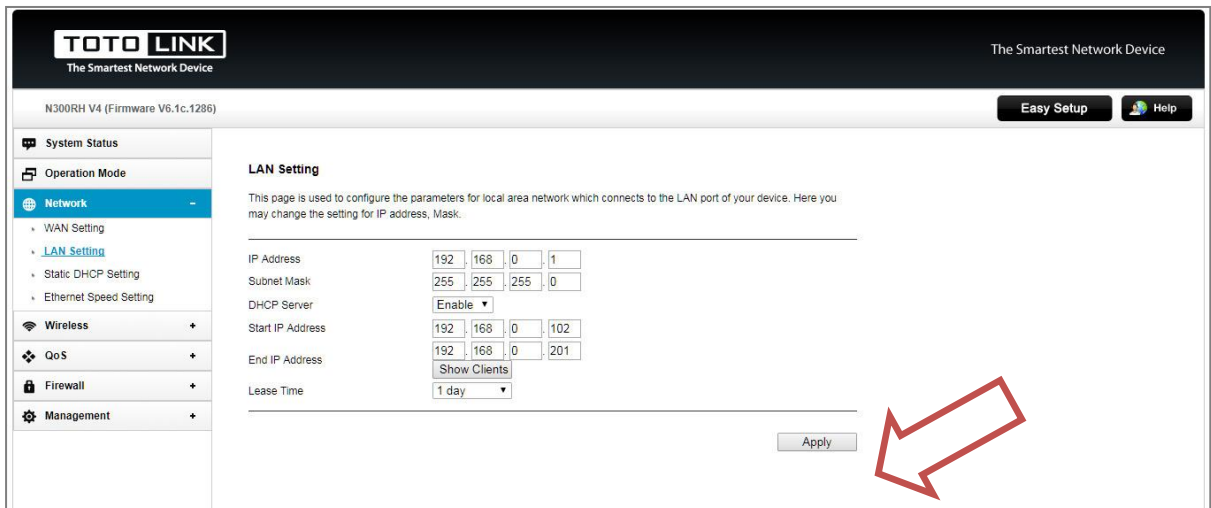 TOTO LINK
The Smartest Network Device
The Smartest Network Device
N300RH V4 (Firmware V6.1c.1286)
Easy Setup
Help
System Status
Operation Mode
Network -
WAN Setting
LAN Setting
Static DHCP Setting
Ethernet Speed Setting
Wireless +
QoS +
Firewall +
Management +
LAN Setting
This page is used to configure the parameters for local area network which connects to the LAN port of your device. Here you
may change the setting for IP address, Mask.
IP Address 192 . 168 . 0 . 1
Subnet Mask 255 . 255 . 255 . 0
DHCP Server Enable
Start IP Address 192 . 168 . 0 . 102
End IP Address 192 . 168 . 0 . 201
Show Clients
Lease Time 1 day
Apply